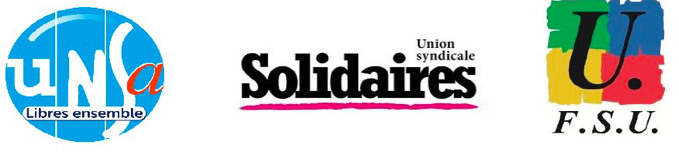 uNSa
Libres ensemble
Union
syndicale
Solidaires
U.
F.S.U.